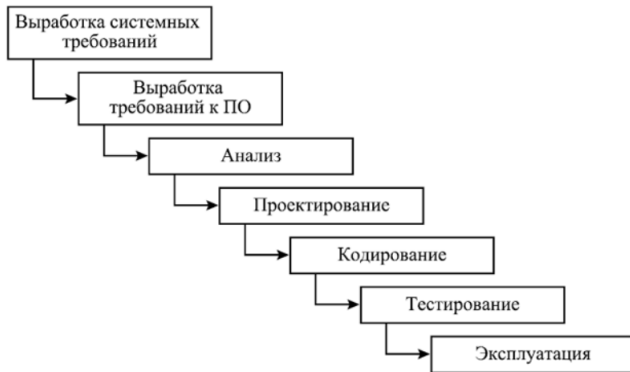 Выработка системных
требований
Выработка
требований к ПО
Анализ
Проектирование
Кодирование
Тестирование
Эксплуатация